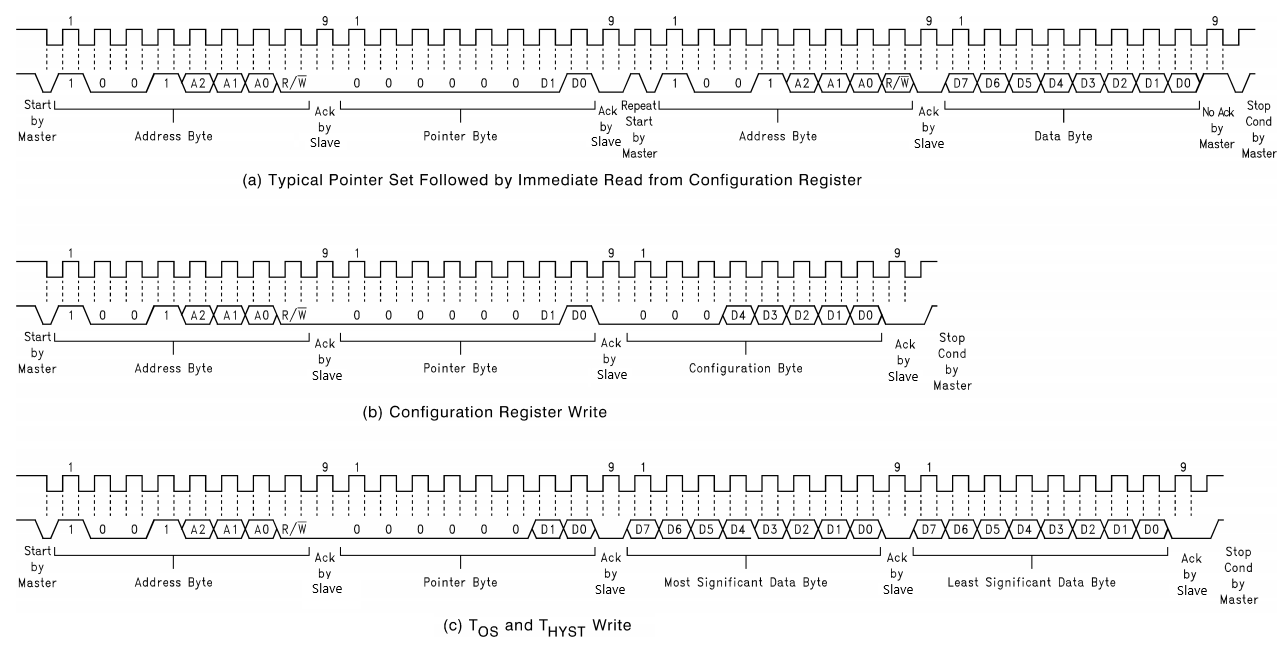 1 9 1 9 1 9 1 9
1 0 0 1 A2 A1 A0 R/W̅ 0 0 0 0 0 0 D1 D0 1 0 0 1 A2 A1 A0 R/W̅ D7 D6 D5 D4 D3 D2 D1 D0
Start by Master
Address Byte
Ack by Slave
Pointer Byte
Ack by Slave
Repeat Start by Master
Address Byte
Ack by Slave
Data Byte
No Ack by Master
Stop Cond by Master
(a) Typical Pointer Set Followed by Immediate Read from Configuration Register
1 9 1 9 1 9
1 0 0 1 A2 A1 A0 R/W̅ 0 0 0 0 0 0 D1 D0 0 0 0 D4 D3 D2 D1 D0
Start by Master
Address Byte
Ack by Slave
Pointer Byte
Ack by Slave
Configuration Byte
Ack by Slave
Stop Cond by Master
(b) Configuration Register Write
1 9 1 9 1 9 1 9
1 0 0 1 A2 A1 A0 R/W̅ 0 0 0 0 0 0 D1 D0 D7 D6 D5 D4 D3 D2 D1 D0 D7 D6 D5 D4 D3 D2 D1 D0
Start by Master
Address Byte
Ack by Slave
Pointer Byte
Ack by Slave
Most Significant Data Byte
Ack by Slave
Least Significant Data Byte
Ack by Slave
Stop Cond by Master
(c) TOS and THYST Write